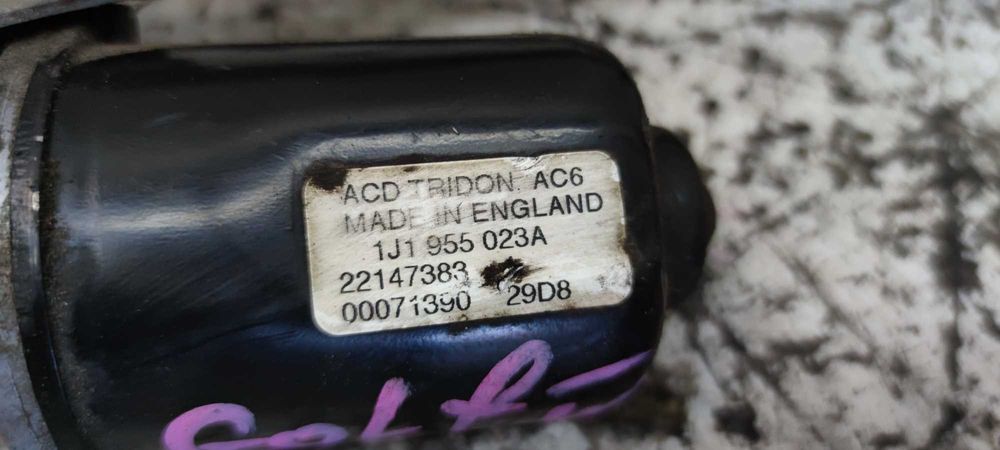 ACD TRIDON. AC6
MADE IN ENGLAND
1J1 955 023A
22147383
00071390 29D8